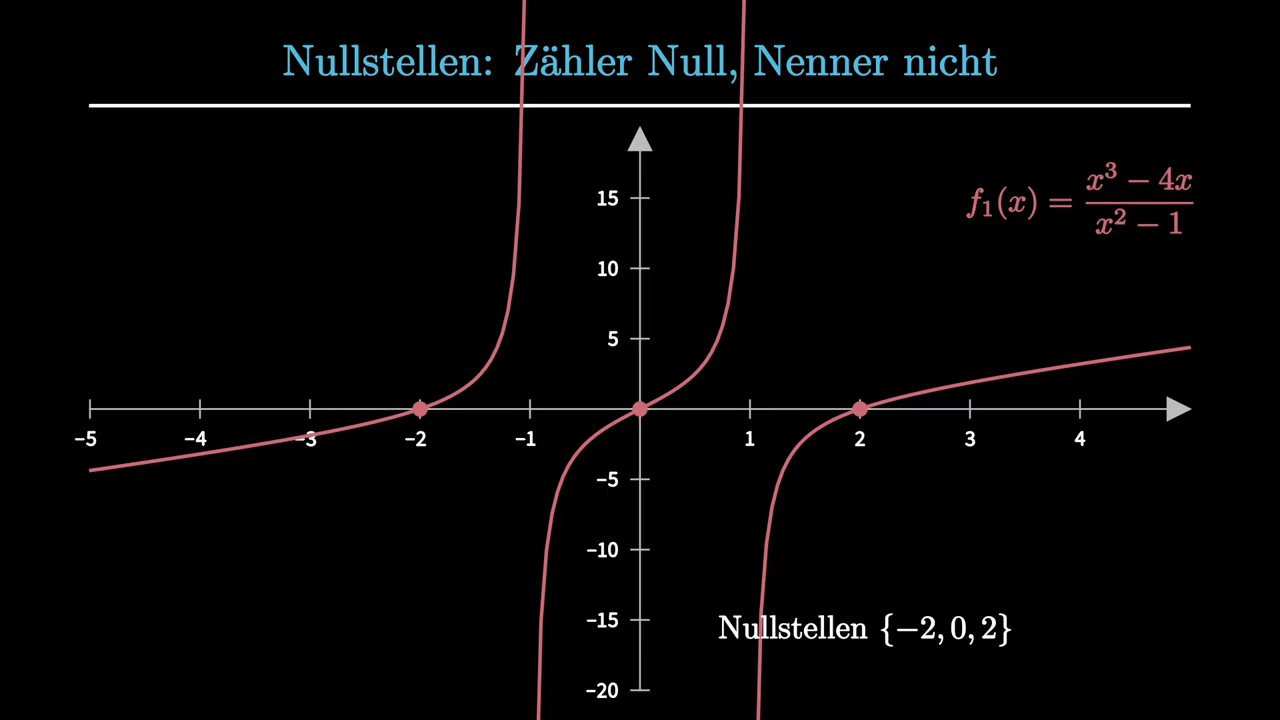 Nullstellen: Zähler Null, Nenner nicht
f₁(x) = (x³ − 4x)/(x² − 1)
15
10
5
−5 −4 −3 −2 −1 1 2 3 4
−5
−10
−15
Nullstellen {−2, 0, 2}
−20